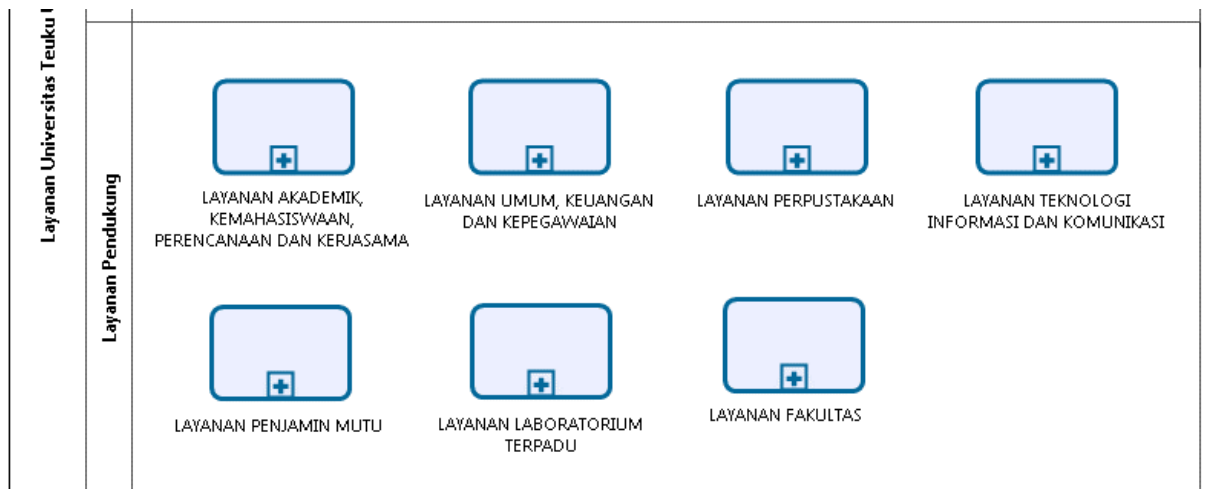 Layanan Universitas Teuku
Layanan Pendukung
LAYANAN AKADEMIK,
KEMAHASISWAAN,
PERENCANAAN DAN KERJASAMA
LAYANAN UMUM, KEUANGAN
DAN KEPEGAWAIAN
LAYANAN PERPUSTAKAAN
LAYANAN TEKNOLOGI
INFORMASI DAN KOMUNIKASI
LAYANAN PENJAMIN MUTU
LAYANAN LABORATORIUM
TERPADU
LAYANAN FAKULTAS